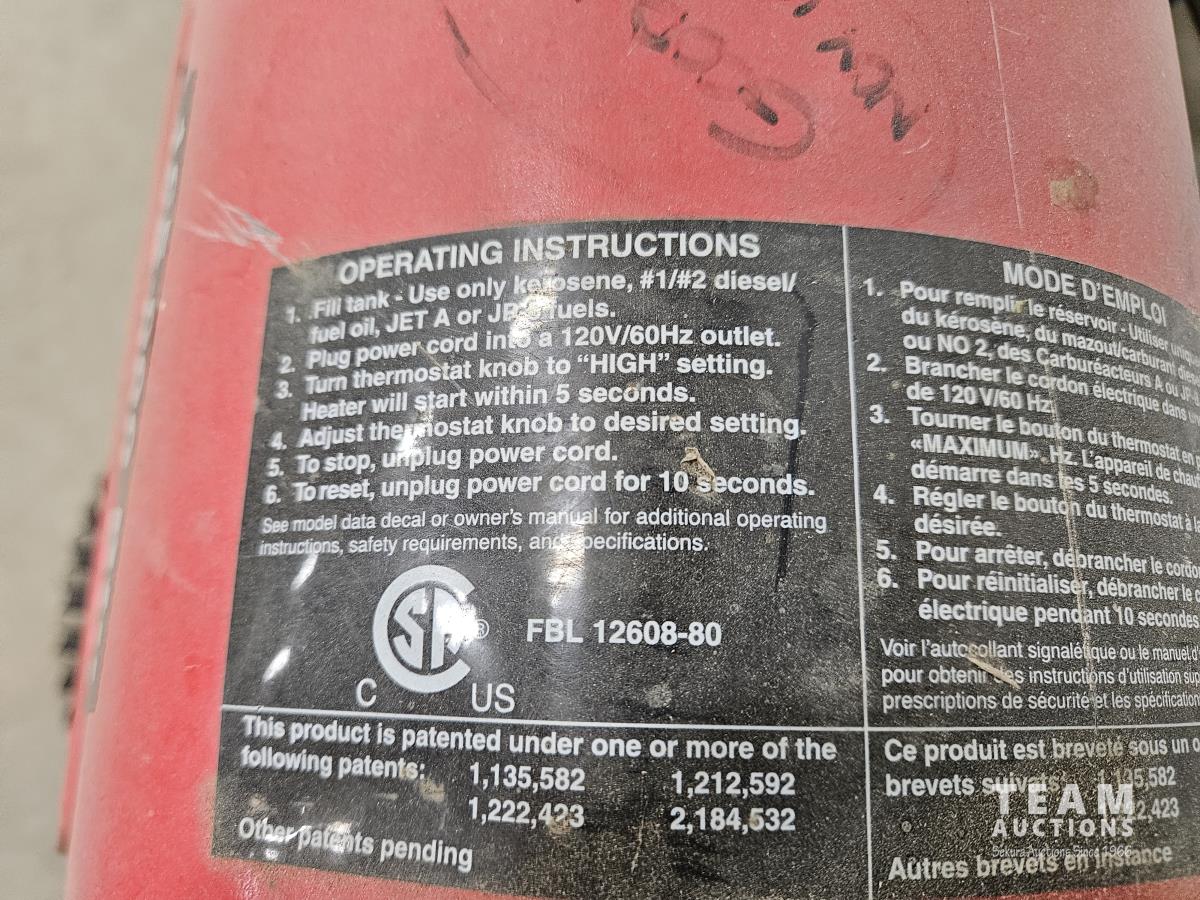 OPERATING INSTRUCTIONS
1. Fill tank - Use only kerosene, #1/#2 diesel/
fuel oil, JET A or fuels.
2. Plug power cord into a 120V/60Hz outlet.
3. Turn thermostat knob to "HIGH" setting.
Heater will start within 5 seconds.
4. Adjust thermostat knob to desired setting.
5. To stop, unplug power cord.
6. To reset, unplug power cord for 10 seconds.
See model data decal or owner's manual for additional operating
instructions, safety requirements, and specifications.
C US ®
FBL 12608-80
This product is patented under one or more of the
following patents: 1,135,582 1,212,592
1,222,423 2,184,532
Other patents pending
MODE D'EMPLOI
1. Pour remplir le réservoir - Utiliser
du kérosène, du mazout/carburant
ou NO 2, des Carburéacteurs A ou
2. Brancher le cordon électrique dans
de 120 V/60 Hz
3. Tourner le bouton du thermostat en
«MAXIMUM». Hz. L'appareil de
démarre dans les 5 secondes.
4. Régler le bouton du thermostat à
désirée.
5. Pour arrêter, débrancher le
6. Pour réinitialiser, débrancher le
électrique pendant 10 secondes
Voir l'autocollant signalétique ou le manuel
pour obtenir des instructions d'utilisation
prescriptions de sécurité et les
Ce produit est breveté sous un
brevets suivants: 1,135,582
Autres brevets en instance
TEAM
AUCTIONS
Sekura Auctions Since 1966